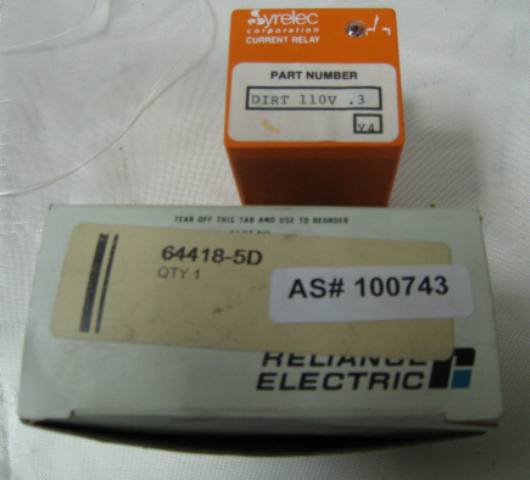 Syrelec
corporation
CURRENT RELAY
PART NUMBER
DIRT 110V .3
V4
TEAR OFF THIS TAB AND USE TO REORDER
64418-5D
QTY 1
AS# 100743
RELIANCE
ELECTRIC